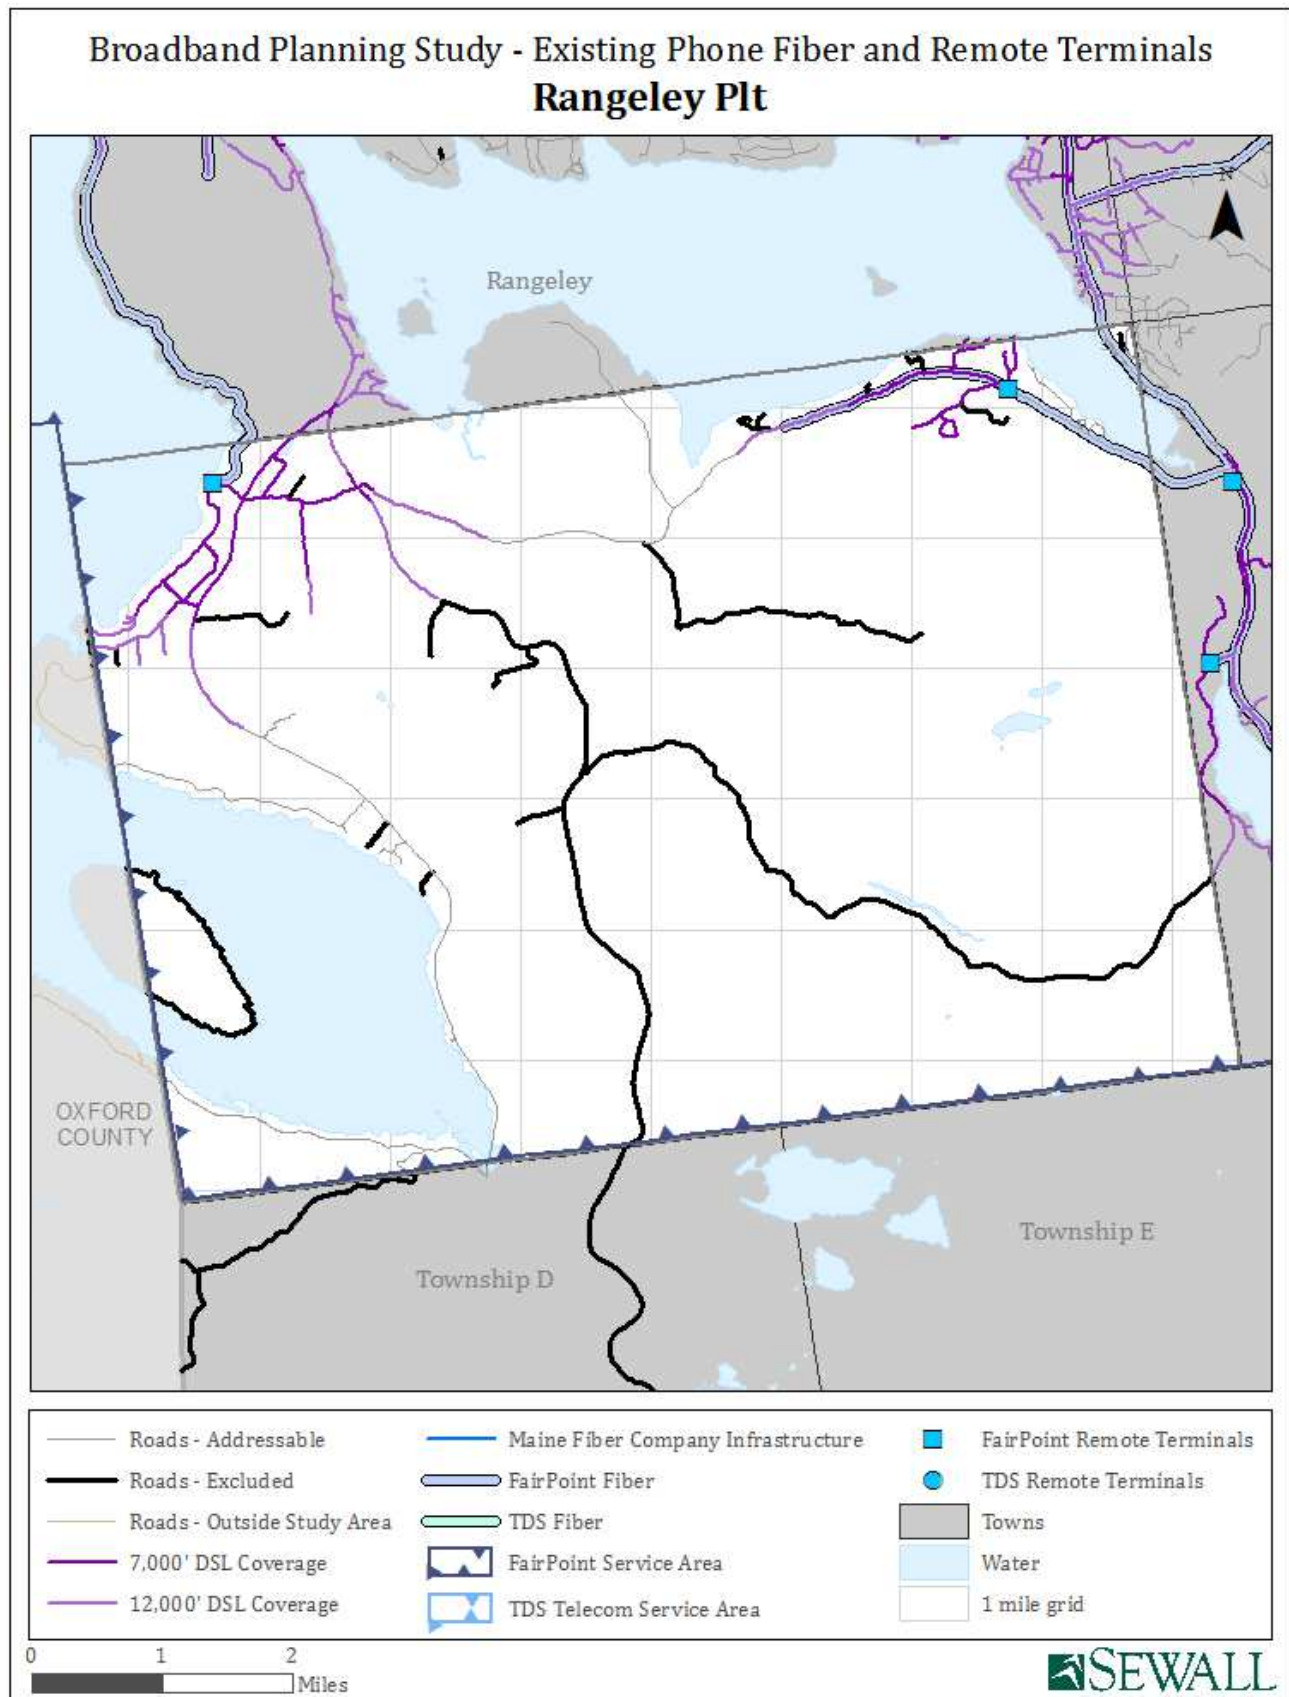 Broadband Planning Study - Existing Phone Fiber and Remote Terminals
Rangeley Plt
N
Rangeley
OXFORD
COUNTY
Township E
Township D
Roads - Addressable
Roads - Excluded
Roads - Outside Study Area
7,000' DSL Coverage
12,000' DSL Coverage
Maine Fiber Company Infrastructure
FairPoint Fiber
TDS Fiber
FairPoint Service Area
TDS Telecom Service Area
FairPoint Remote Terminals
TDS Remote Terminals
Towns
Water
1 mile grid
0 1 2
Miles
SEWALL